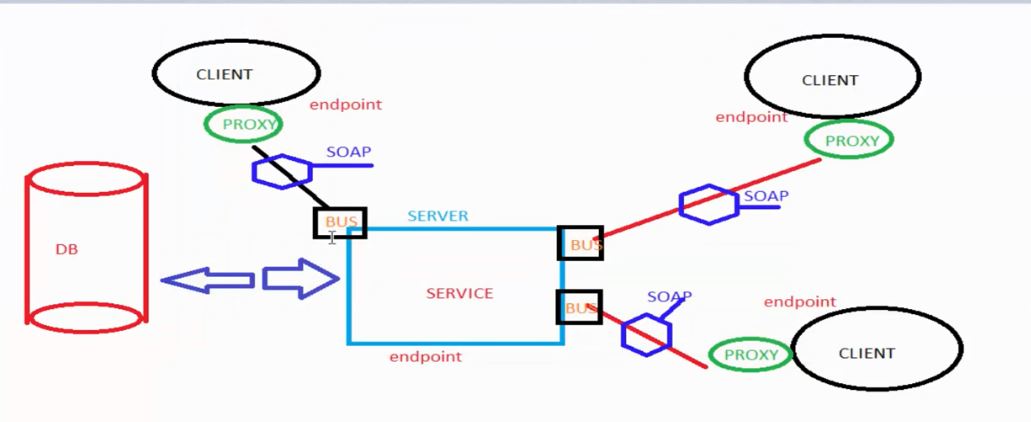 CLIENT
PROXY
endpoint
SOAP
BUS
SERVER
DB
SERVICE
endpoint
CLIENT
endpoint
PROXY
SOAP
BUS
BUS
SOAP
endpoint
PROXY
CLIENT